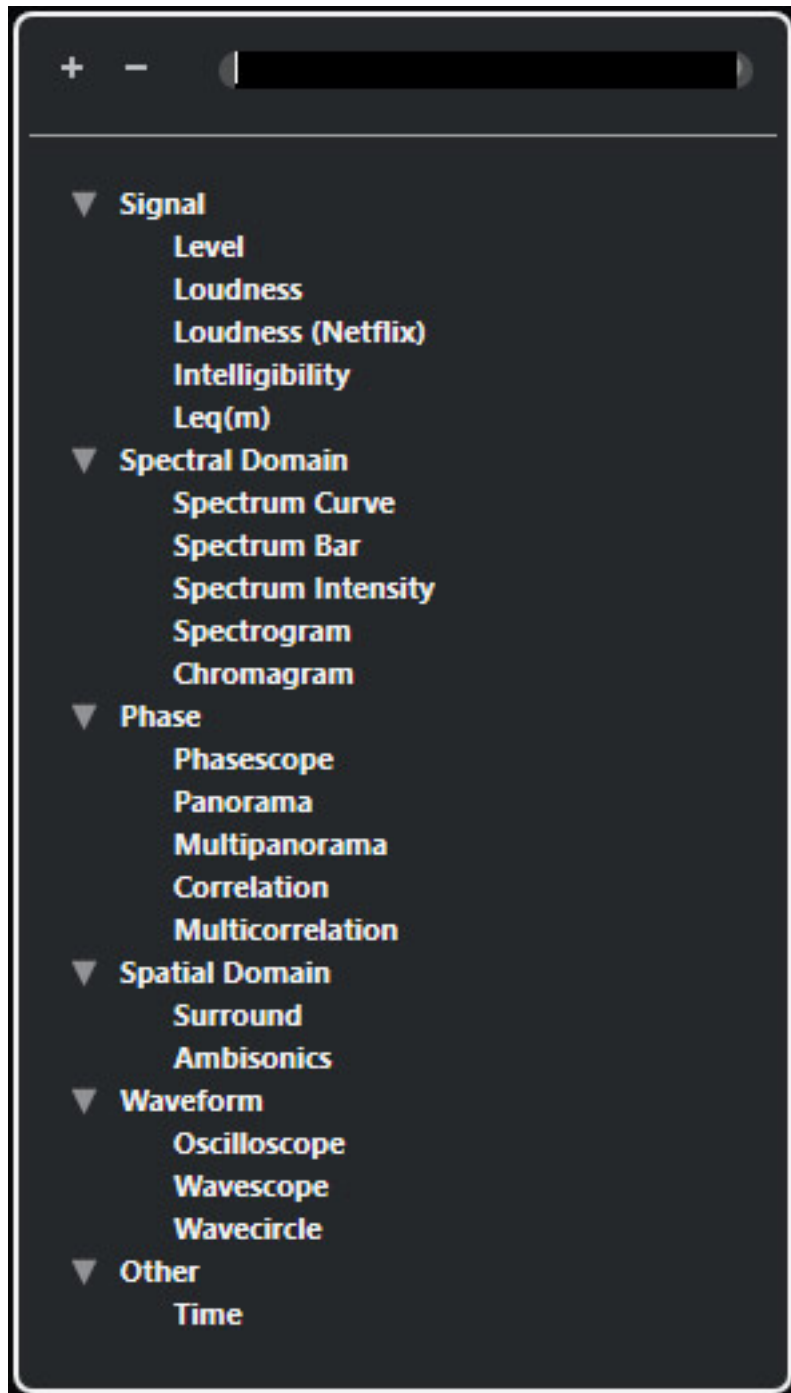 + −
Signal
Level
Loudness
Loudness (Netflix)
Intelligibility
Leq(m)
Spectral Domain
Spectrum Curve
Spectrum Bar
Spectrum Intensity
Spectrogram
Chromagram
Phase
Phasescope
Panorama
Multipanorama
Correlation
Multicorrelation
Spatial Domain
Surround
Ambisonics
Waveform
Oscilloscope
Wavescope
Wavecircle
Other
Time